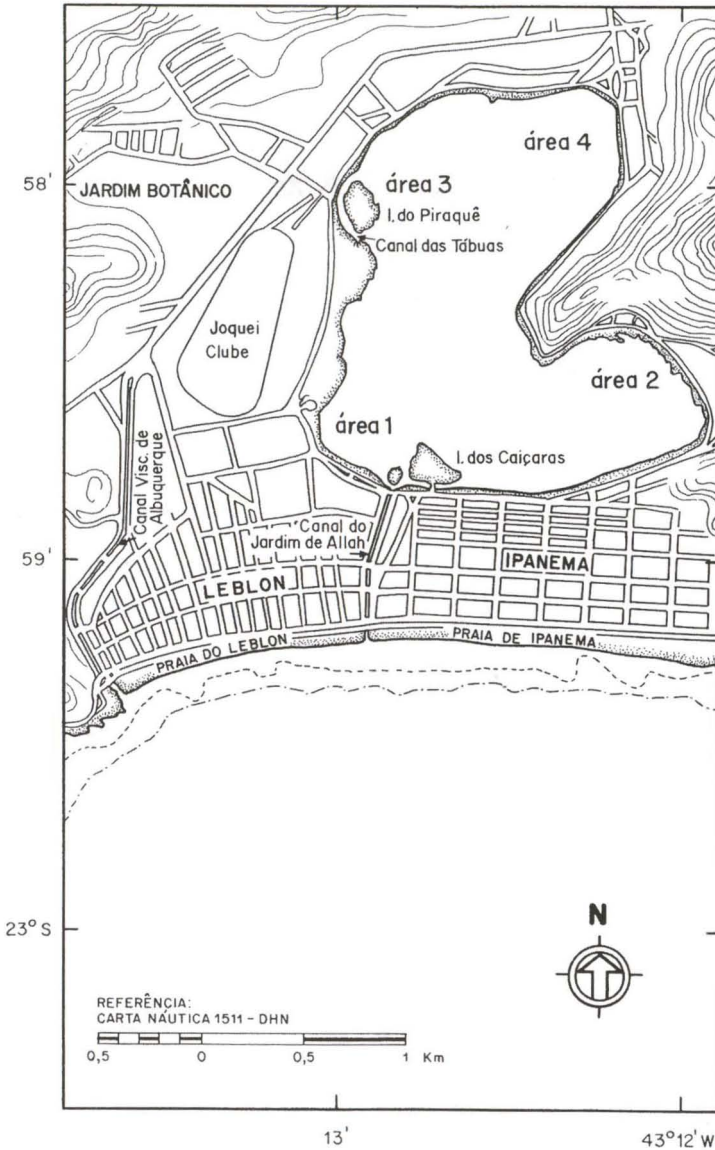 área 4
58'
JARDIM BOTÂNICO
área 3
I. do Piraquê
Canal das Tábuas
Joquei
Clube
área 2
área 1
I. dos Caiçaras
Canal Visc. de
Albuquerque
Canal do
Jardim de Allah
59'
IPANEMA
LEBLON
PRAIA DO LEBLON
PRAIA DE IPANEMA
23° S
N
REFERÊNCIA:
CARTA NÁUTICA 1511 - DHN
0,5 0 0,5 1 Km
13'
43°12' W